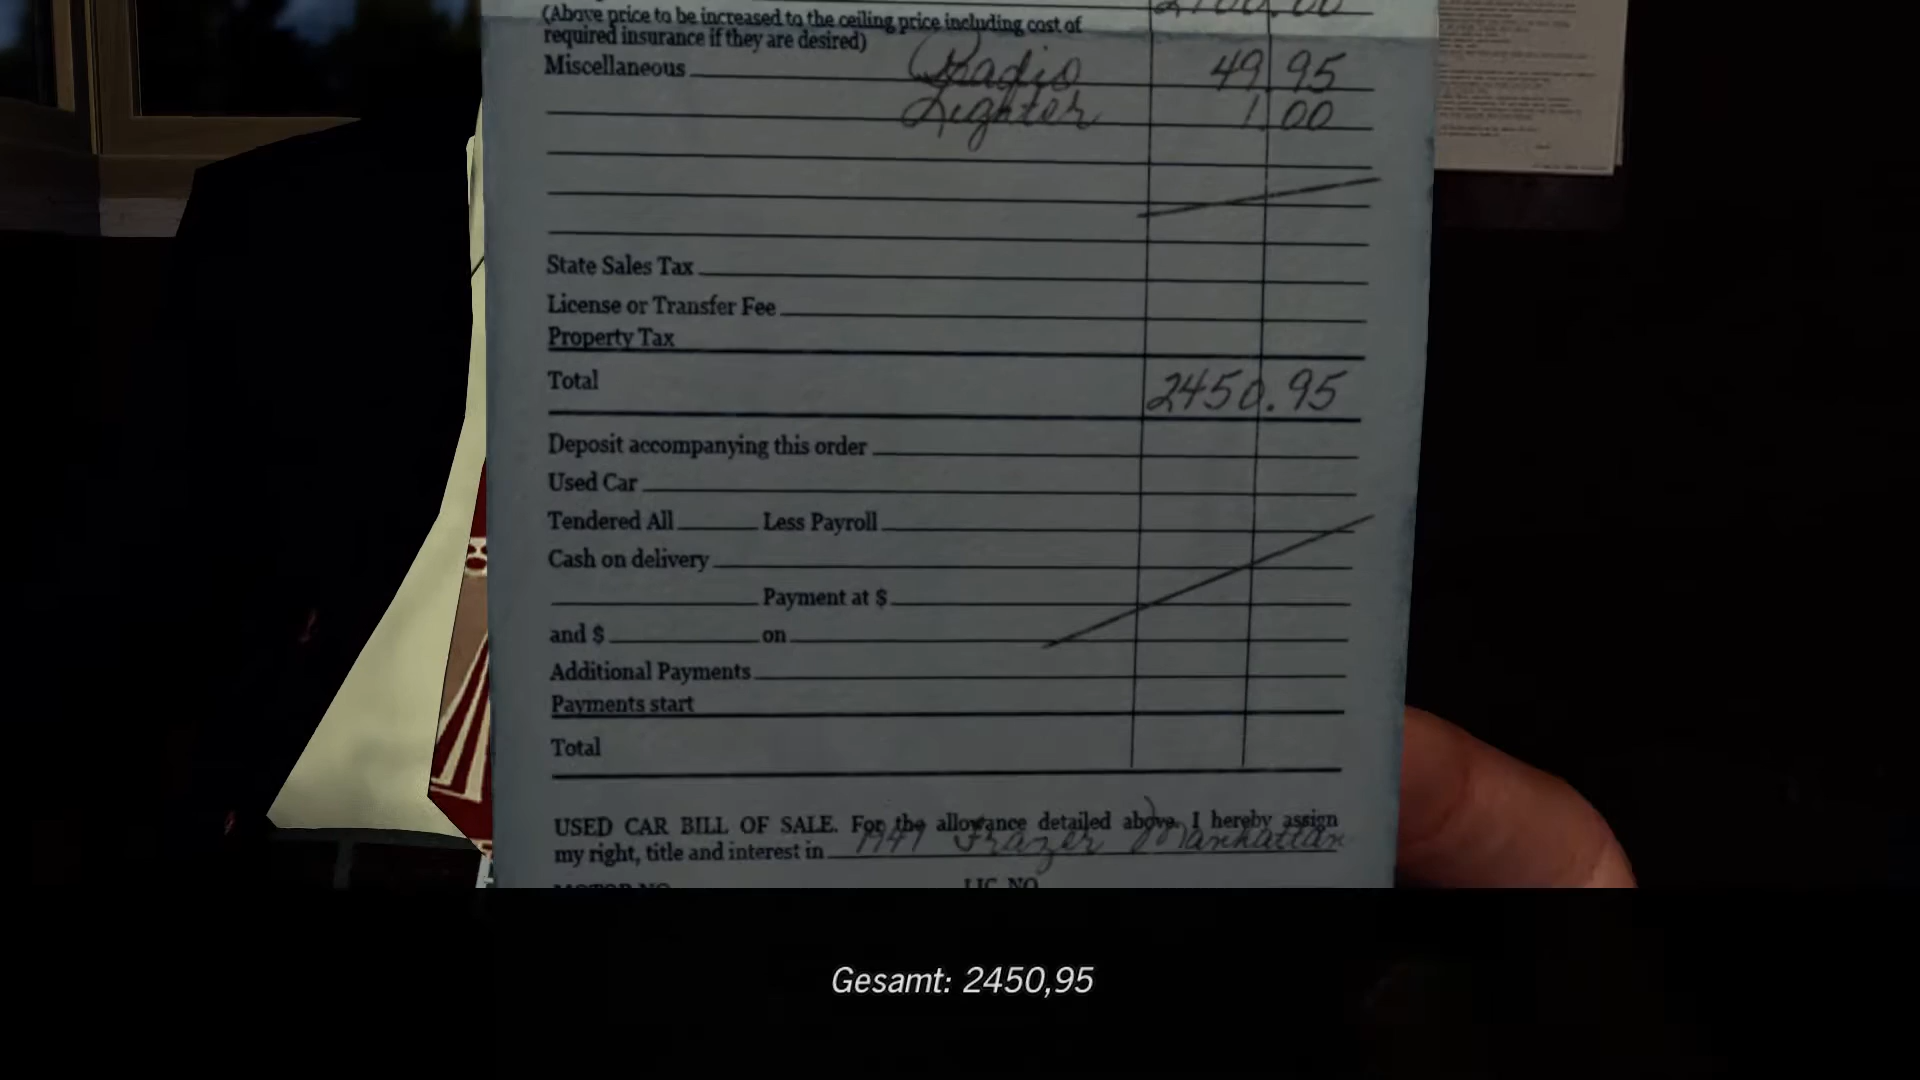 (Above price to be increased to the ceiling price including cost of
required insurance if they are desired)
Miscellaneous Radio 49.95
Lighter 1.00
State Sales Tax
License or Transfer Fee
Property Tax
Total 2450.95
Deposit accompanying this order
Used Car
Tendered All Less Payroll
Cash on delivery
Payment at $
and $ on
Additional Payments
Payments start
Total
USED CAR BILL OF SALE. For the allowance detailed above, I hereby assign
my right, title and interest in 1947 Frazer Manhattan
Gesamt: 2450,95